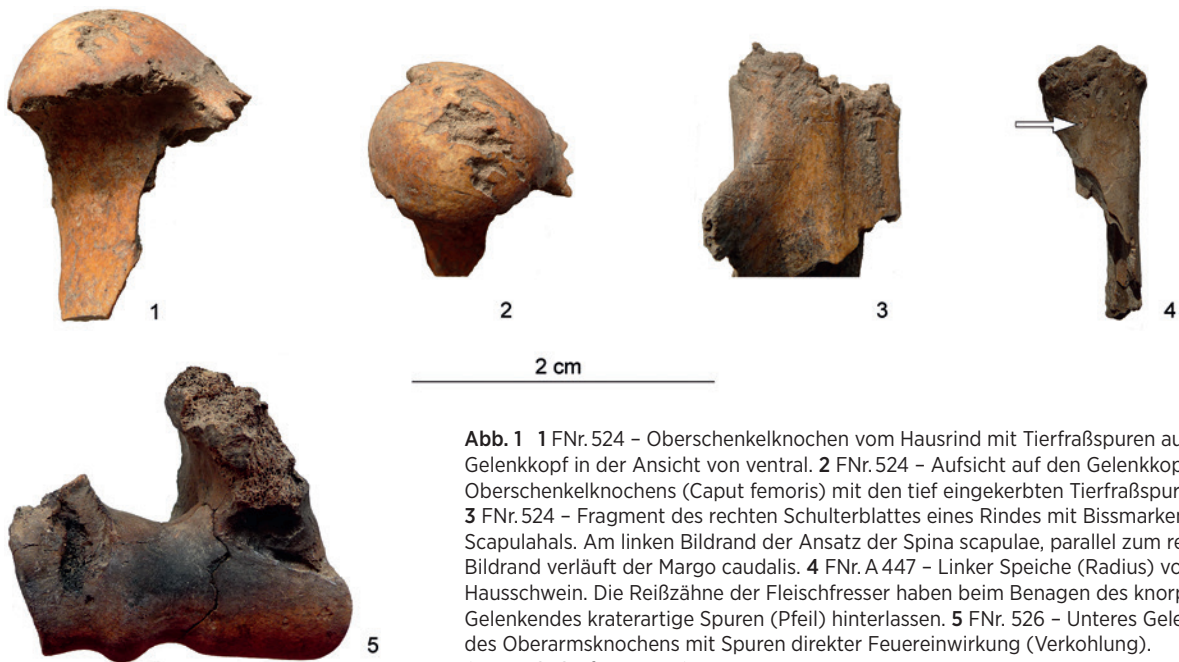 1
2
3
4
2 cm
5
Abb. 1 1 FNr. 524 – Oberschenkelknochen vom Hausrind mit Tierfraßspuren au
Gelenkkopf in der Ansicht von ventral. 2 FNr. 524 – Aufsicht auf den Gelenkkop
Oberschenkelknochens (Caput femoris) mit den tief eingekerbten Tierfraßspur
3 FNr. 524 – Fragment des rechten Schulterblattes eines Rindes mit Bissmarken
Scapulahals. Am linken Bildrand der Ansatz der Spina scapulae, parallel zum re
Bildrand verläuft der Margo caudalis. 4 FNr. A 447 – Linker Speiche (Radius) vo
Hausschwein. Die Reißzähne der Fleischfresser haben beim Benagen des knorp
Gelenkendes kraterartige Spuren (Pfeil) hinterlassen. 5 FNr. 526 – Unteres Gele
des Oberarmsknochens mit Spuren direkter Feuereinwirkung (Verkohlung).